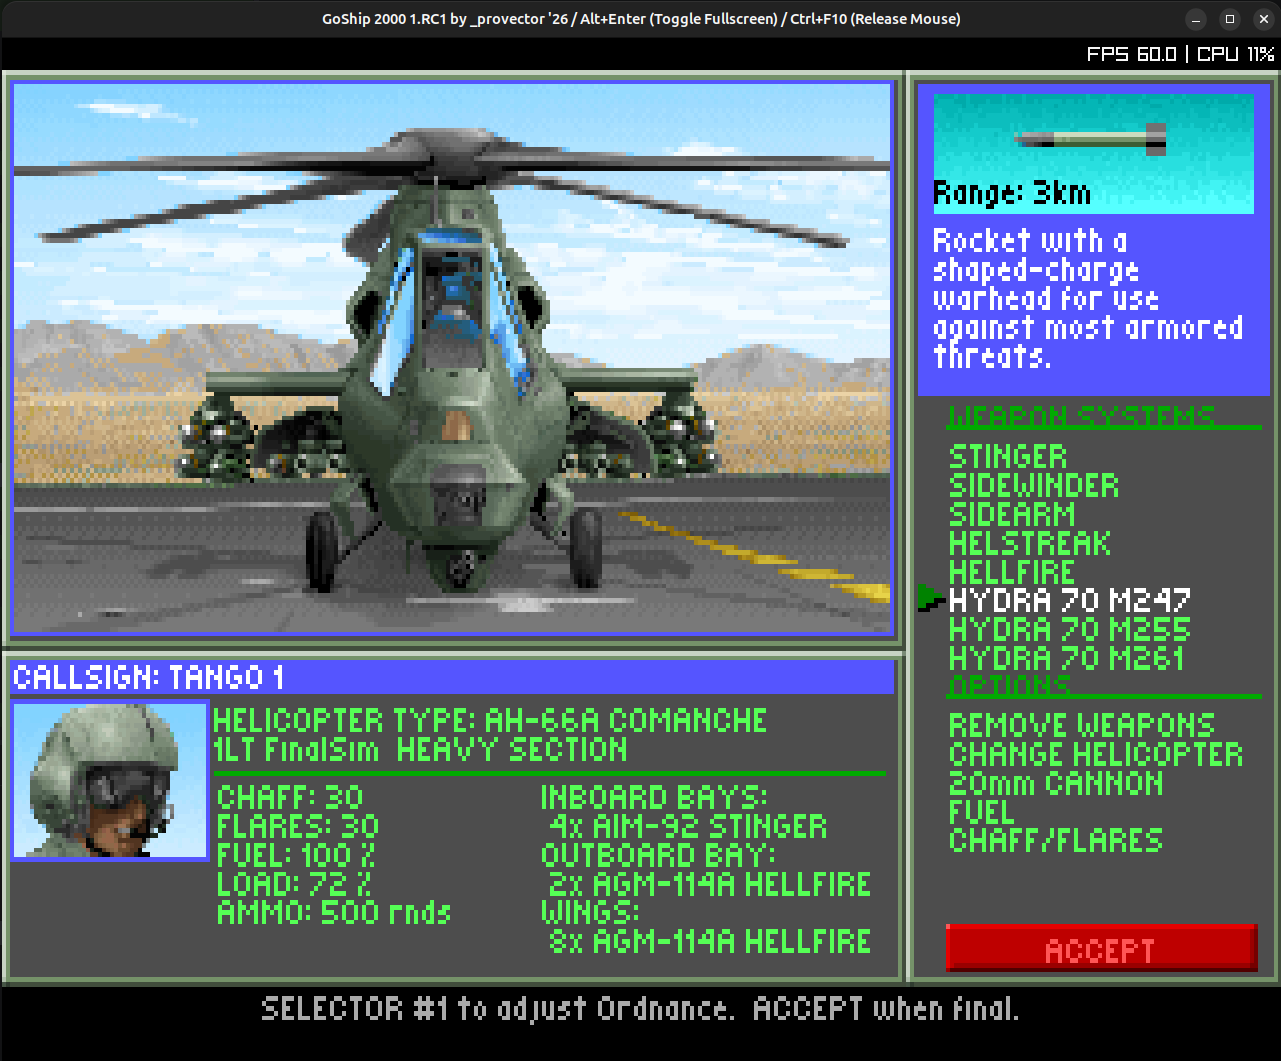 GoShip 2000 1.RC1 by _provector '26 / Alt+Enter (Toggle Fullscreen) / Ctrl+F10 (Release Mouse)
FPS 60.0 | CPU 11%
Range: 3km
Rocket with a
shaped-charge
warhead for use
against most armored
threats.
WEAPON SYSTEMS
STINGER
SIDEWINDER
SIDEARM
HELSTREAK
HELLFIRE
HYDRA 70 M247
HYDRA 70 M255
HYDRA 70 M261
OPTIONS
REMOVE WEAPONS
CHANGE HELICOPTER
20mm CANNON
FUEL
CHAFF/FLARES
ACCEPT
CALLSIGN: TANGO 1
HELICOPTER TYPE: AH-66A COMANCHE
1LT FinalSim HEAVY SECTION
CHAFF: 30
FLARES: 30
FUEL: 100 %
LOAD: 72 %
AMMO: 500 rnds
INBOARD BAYS:
4x AIM-92 STINGER
OUTBOARD BAY:
2x AGM-114A HELLFIRE
WINGS:
8x AGM-114A HELLFIRE
SELECTOR #1 to adjust Ordnance. ACCEPT when final.